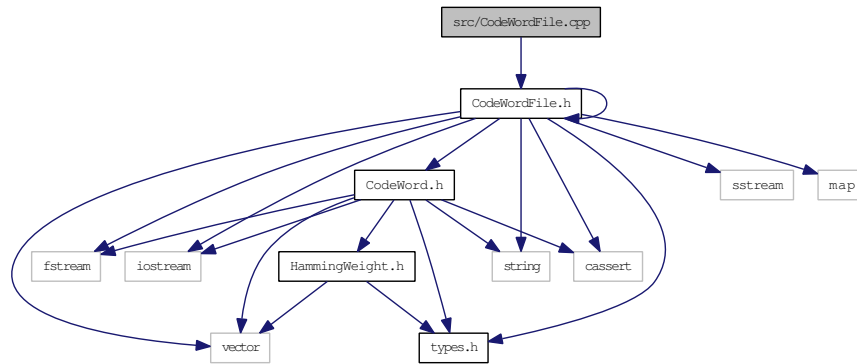 src/CodeWordFile.cpp
CodeWordFile.h
CodeWord.h
sstream
map
fstream
iostream
HammingWeight.h
string
cassert
vector
types.h